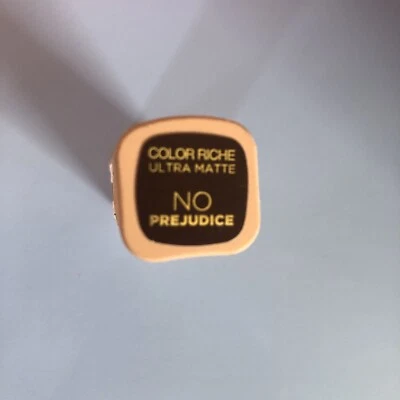 COLOR RICHE
ULTRA MATTE
NO
PREJUDICE